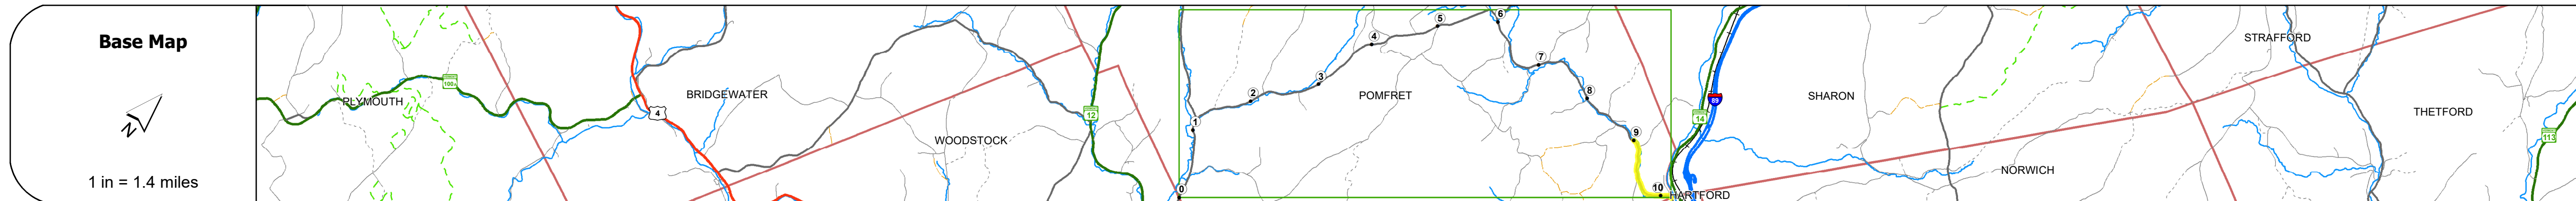 Base Map
N
1 in = 1.4 miles
PLYMOUTH
100A
4
BRIDGEWATER
WOODSTOCK
12
0
1
2
3
4
5
6
7
8
9
10
POMFRET
HARTFORD
14
89
SHARON
NORWICH
STRAFFORD
THETFORD
113